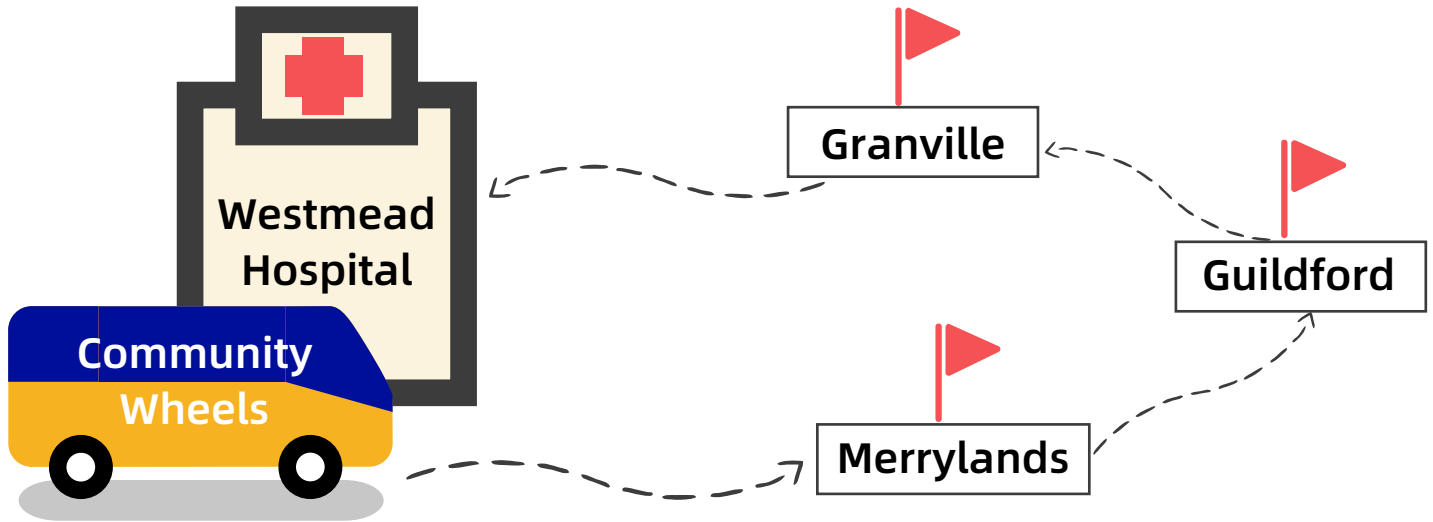 Westmead
Hospital
Community
Wheels
Granville
Guildford
Merrylands